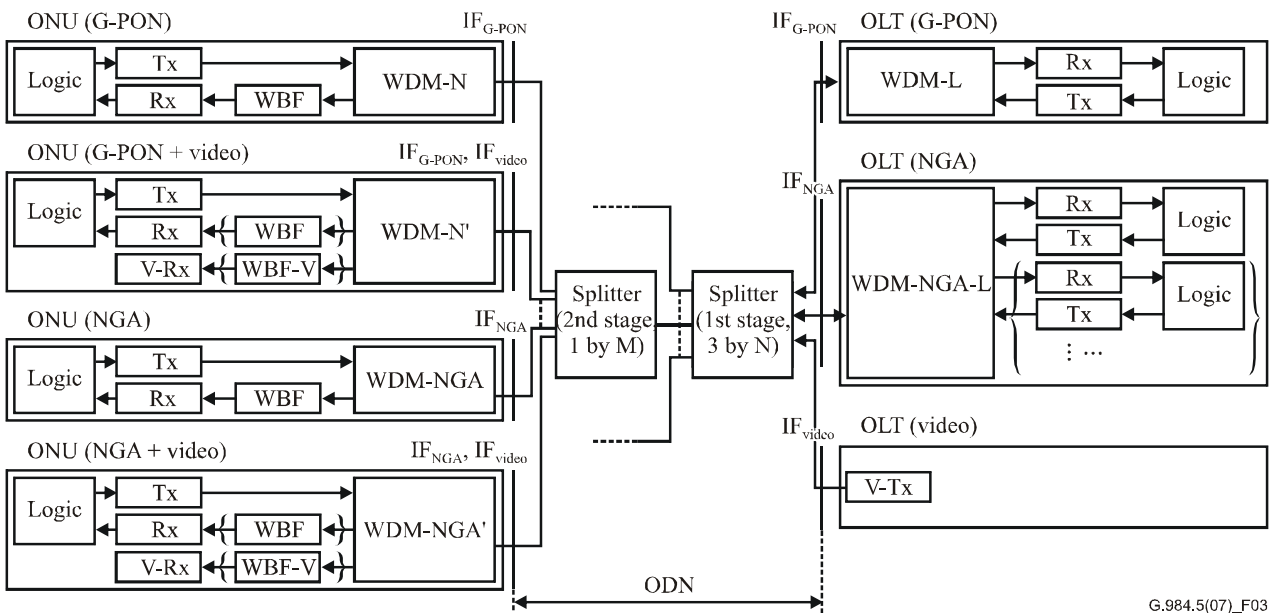 ONU (G-PON)
IF G-PON
Logic
Tx
Rx
WBF
WDM-N
ONU (G-PON + video)
IF G-PON, IF video
Logic
Tx
Rx
WBF
V-Rx
WBF-V
WDM-N'
ONU (NGA)
IF NGA
Logic
Tx
Rx
WBF
WDM-NGA
ONU (NGA + video)
IF NGA, IF video
Logic
Tx
Rx
WBF
V-Rx
WBF-V
WDM-NGA'
Splitter
(2nd stage,
1 by M)
Splitter
(1st stage,
3 by N)
ODN
IF G-PON
OLT (G-PON)
WDM-L
Rx
Tx
Logic
IF NGA
OLT (NGA)
WDM-NGA-L
Rx
Tx
Logic
Rx
Tx
Logic
⋮ ...
IF video
OLT (video)
V-Tx
G.984.5(07)_F03